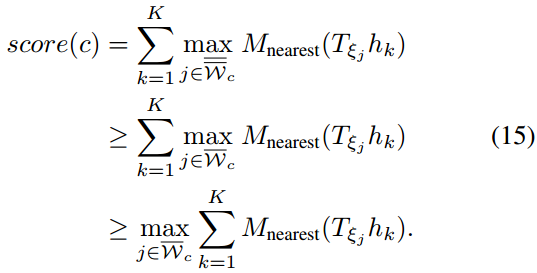 score(c) = \sum_{k=1}^{K} \max_{j \in \overline{\overline{\mathcal{W}}}_c} M_{\text{nearest}}(T_{\xi_j} h_k)
\geq \sum_{k=1}^{K} \max_{j \in \overline{\mathcal{W}}_c} M_{\text{nearest}}(T_{\xi_j} h_k) (15)
\geq \max_{j \in \overline{\mathcal{W}}_c} \sum_{k=1}^{K} M_{\text{nearest}}(T_{\xi_j} h_k).